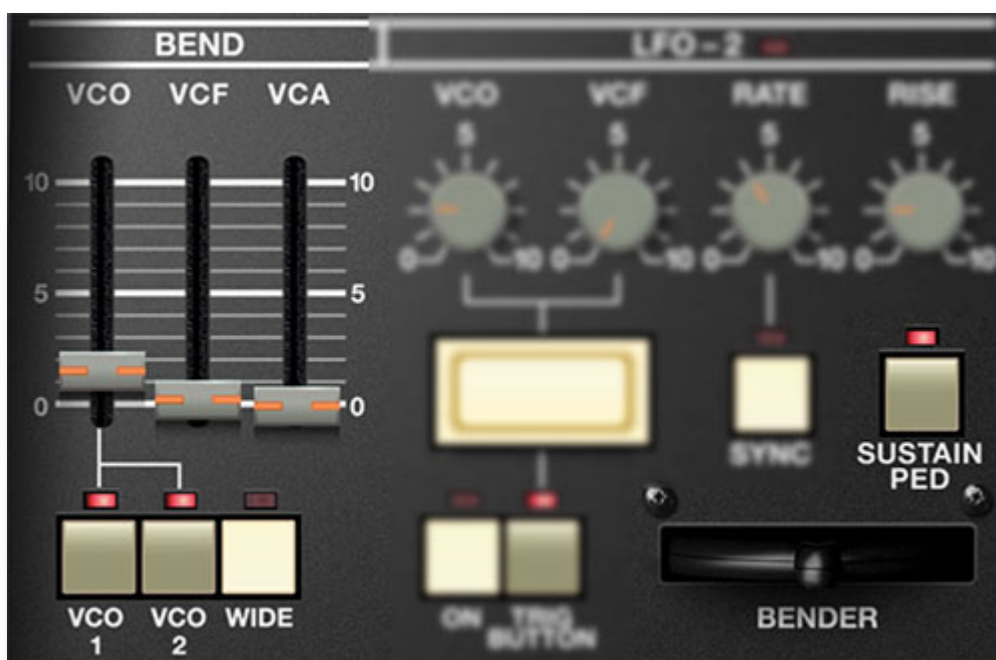 BEND
LFO-2
VCO VCF VCA
VCO VCF RATE RISE
5 5 5 5
10 10
0 10 0 10 0 10 0 10
5 5
0 0
SYNC
SUSTAIN
PED
VCO
1
VCO
2
WIDE
ON
TRIG
BUTTON
BENDER